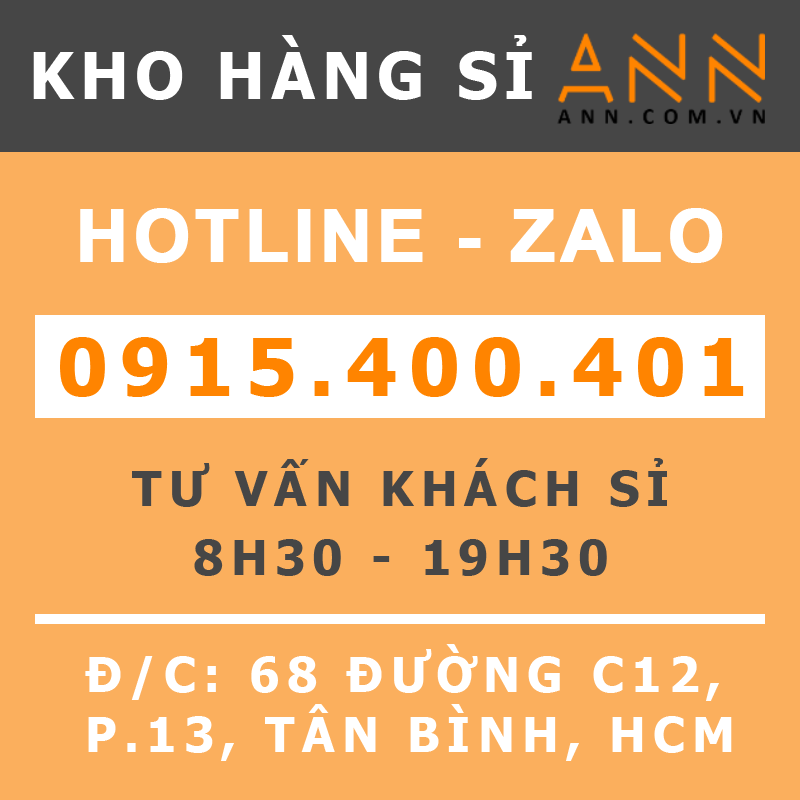 KHO HÀNG SỈ ANN
ANN.COM.VN
HOTLINE - ZALO
0915.400.401
TƯ VẤN KHÁCH SỈ
8H30 - 19H30
Đ/C: 68 ĐƯỜNG C12,
P.13, TÂN BÌNH, HCM